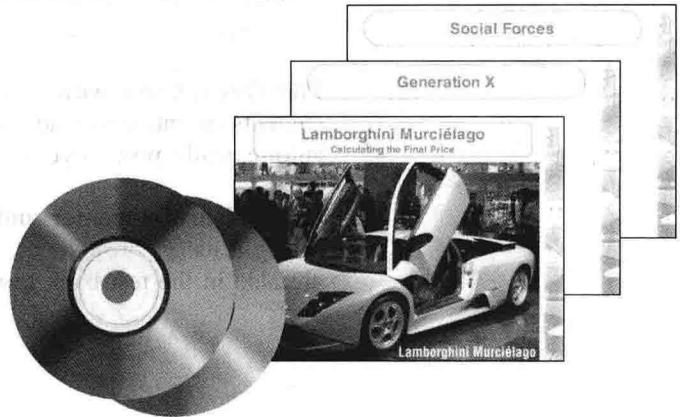 Social Forces
Generation X
Lamborghini Murciélago
Calculating the Final Price
Lamborghini Murciélago